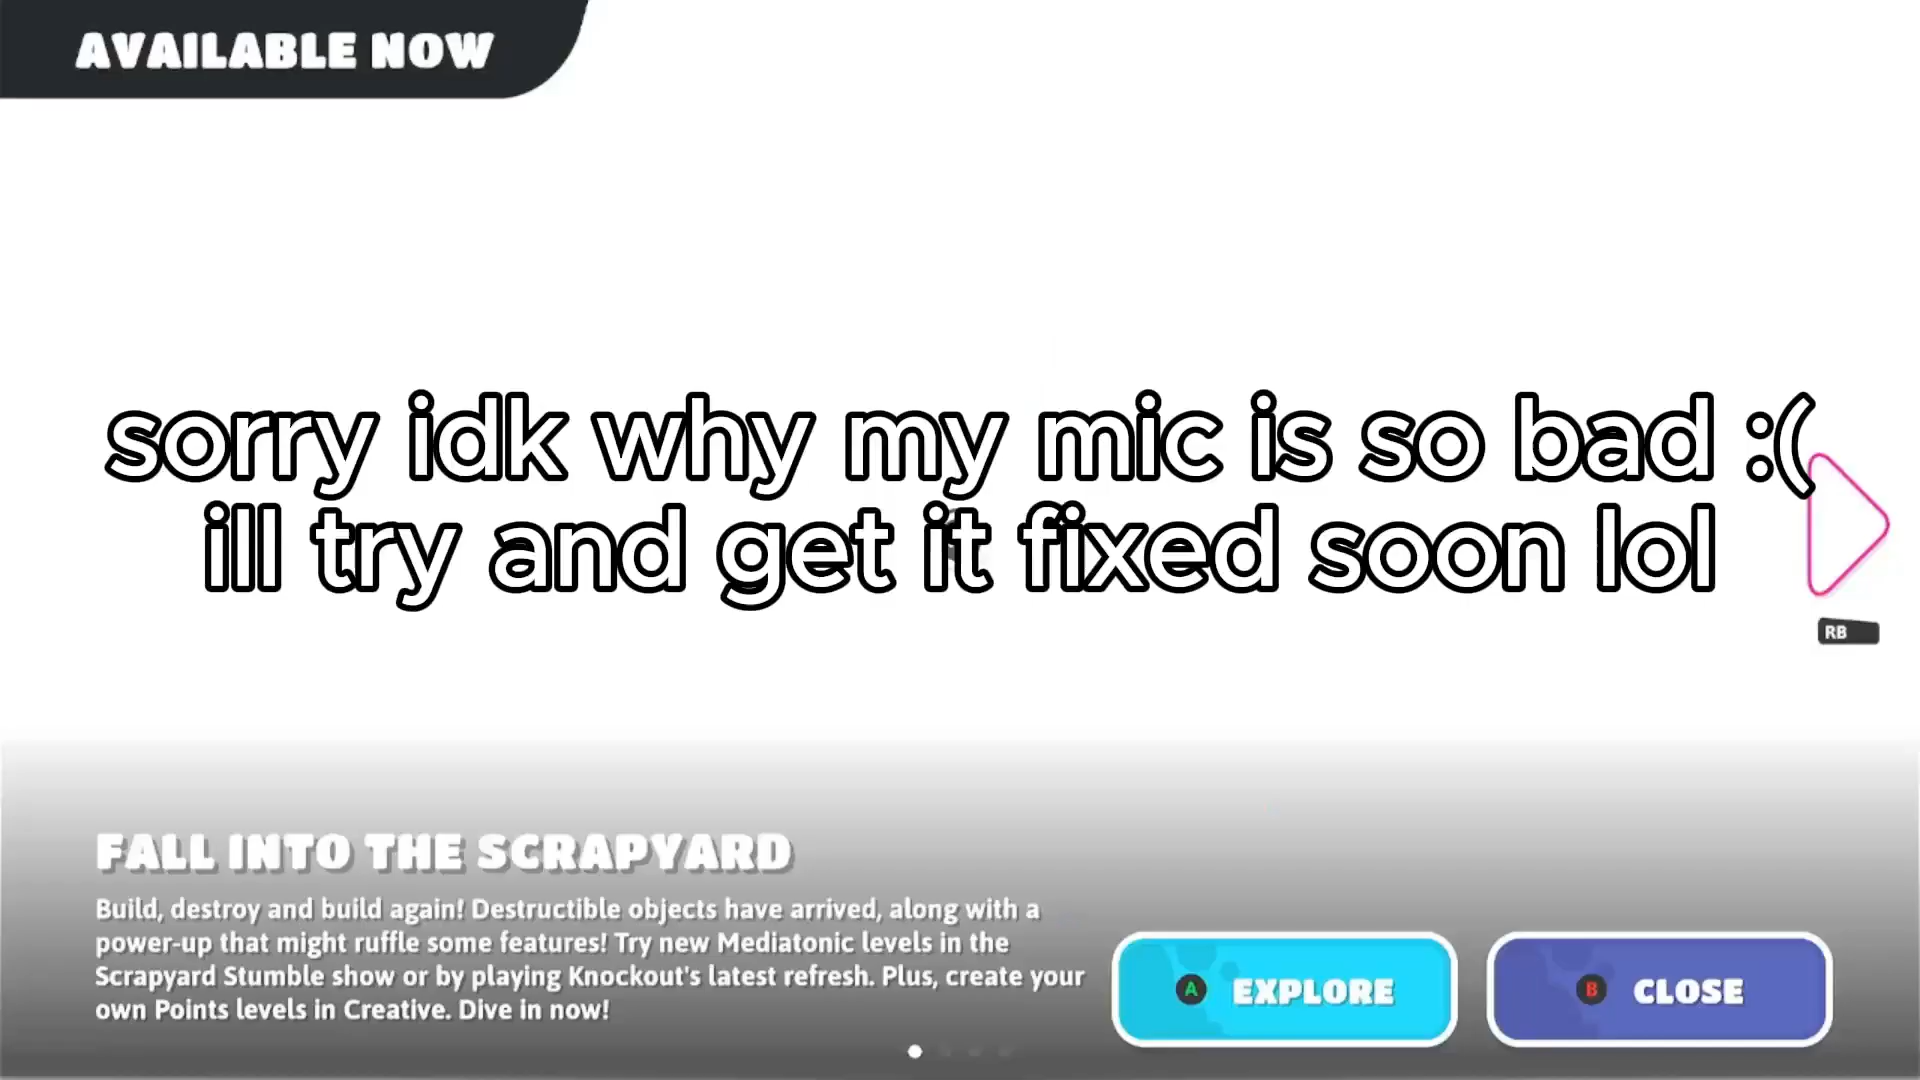 AVAILABLE NOW
sorry idk why my mic is so bad :(
ill try and get it fixed soon lol
RB
FALL INTO THE SCRAPYARD
Build, destroy and build again! Destructible objects have arrived, along with a
power-up that might ruffle some features! Try new Mediatonic levels in the
Scrapyard Stumble show or by playing Knockout's latest refresh. Plus, create your
own Points levels in Creative. Dive in now!
A EXPLORE
B CLOSE